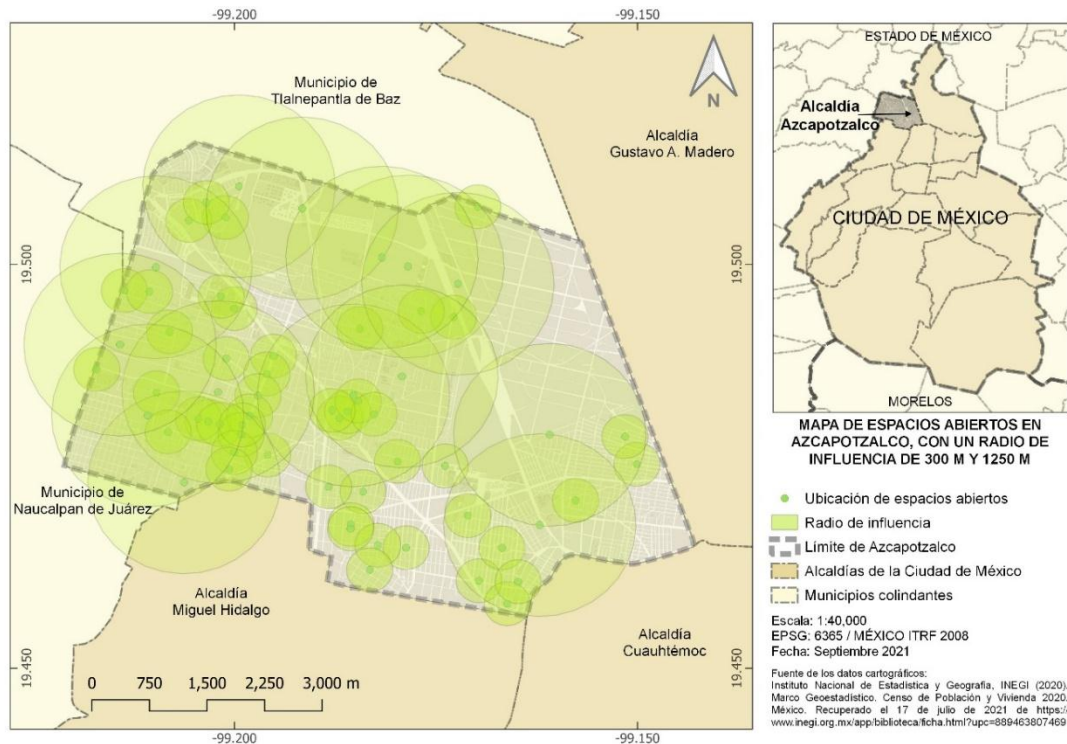 -99.200
-99.150
Municipio de
Tlalnepantla de Baz
N
Alcaldía
Gustavo A. Madero
19.500
19.500
Municipio de
Naucalpan de Juárez
Alcaldía
Miguel Hidalgo
Alcaldía
Cuauhtémoc
19.450
19.450
0 750 1,500 2,250 3,000 m
-99.200
-99.150
ESTADO DE MÉXICO
Alcaldía
Azcapotzalco
CIUDAD DE MÉXICO
MORELOS
MAPA DE ESPACIOS ABIERTOS EN
AZCAPOTZALCO, CON UN RADIO DE
INFLUENCIA DE 300 M Y 1250 M
Ubicación de espacios abiertos
Radio de influencia
Límite de Azcapotzalco
Alcaldías de la Ciudad de México
Municipios colindantes
Escala: 1:40,000
EPSG: 6365 / MÉXICO ITRF 2008
Fecha: Septiembre 2021
Fuente de los datos cartográficos:
Instituto Nacional de Estadística y Geografía, INEGI (2020).
Marco Geoestadístico. Censo de Población y Vivienda 2020.
México. Recuperado el 17 de julio de 2021 de https://
www.inegi.org.mx/app/biblioteca/ficha.html?upc=889463807469